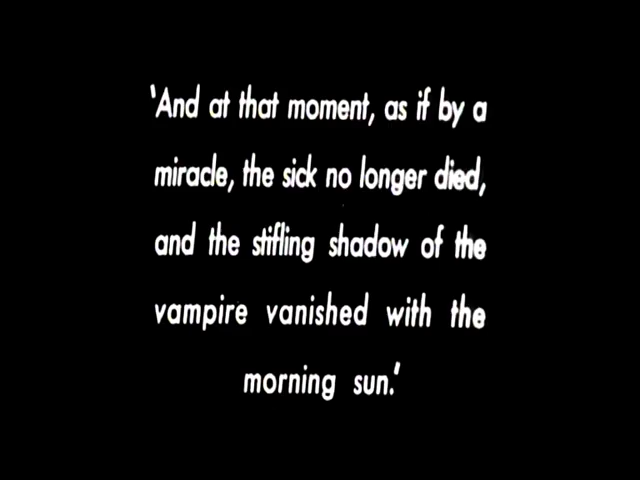 'And at that moment, as if by a
miracle, the sick no longer died,
and the stifling shadow of the
vampire vanished with the
morning sun.'